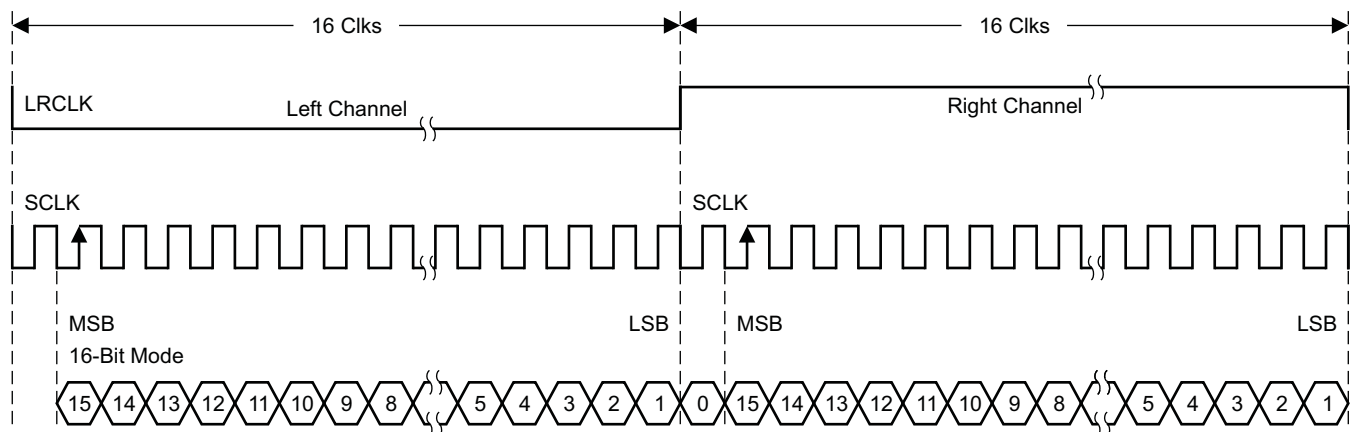 16 Clks 16 Clks
LRCLK Left Channel Right Channel
SCLK SCLK
MSB LSB MSB LSB
16-Bit Mode
15 14 13 12 11 10 9 8 5 4 3 2 1 0 15 14 13 12 11 10 9 8 5 4 3 2 1